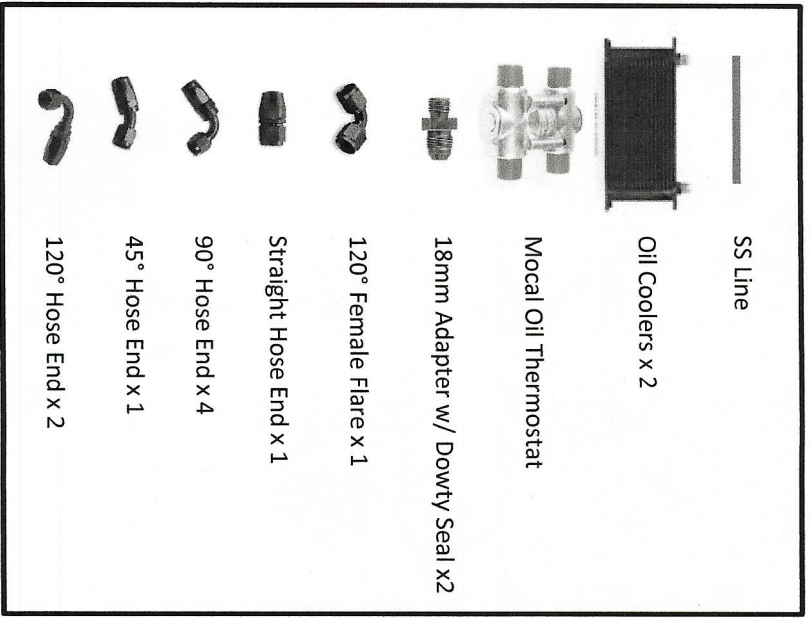 SS Line
Oil Coolers x 2
Mocal Oil Thermostat
18mm Adapter w/ Dowty Seal x2
120° Female Flare x 1
Straight Hose End x 1
90° Hose End x 4
45° Hose End x 1
120° Hose End x 2